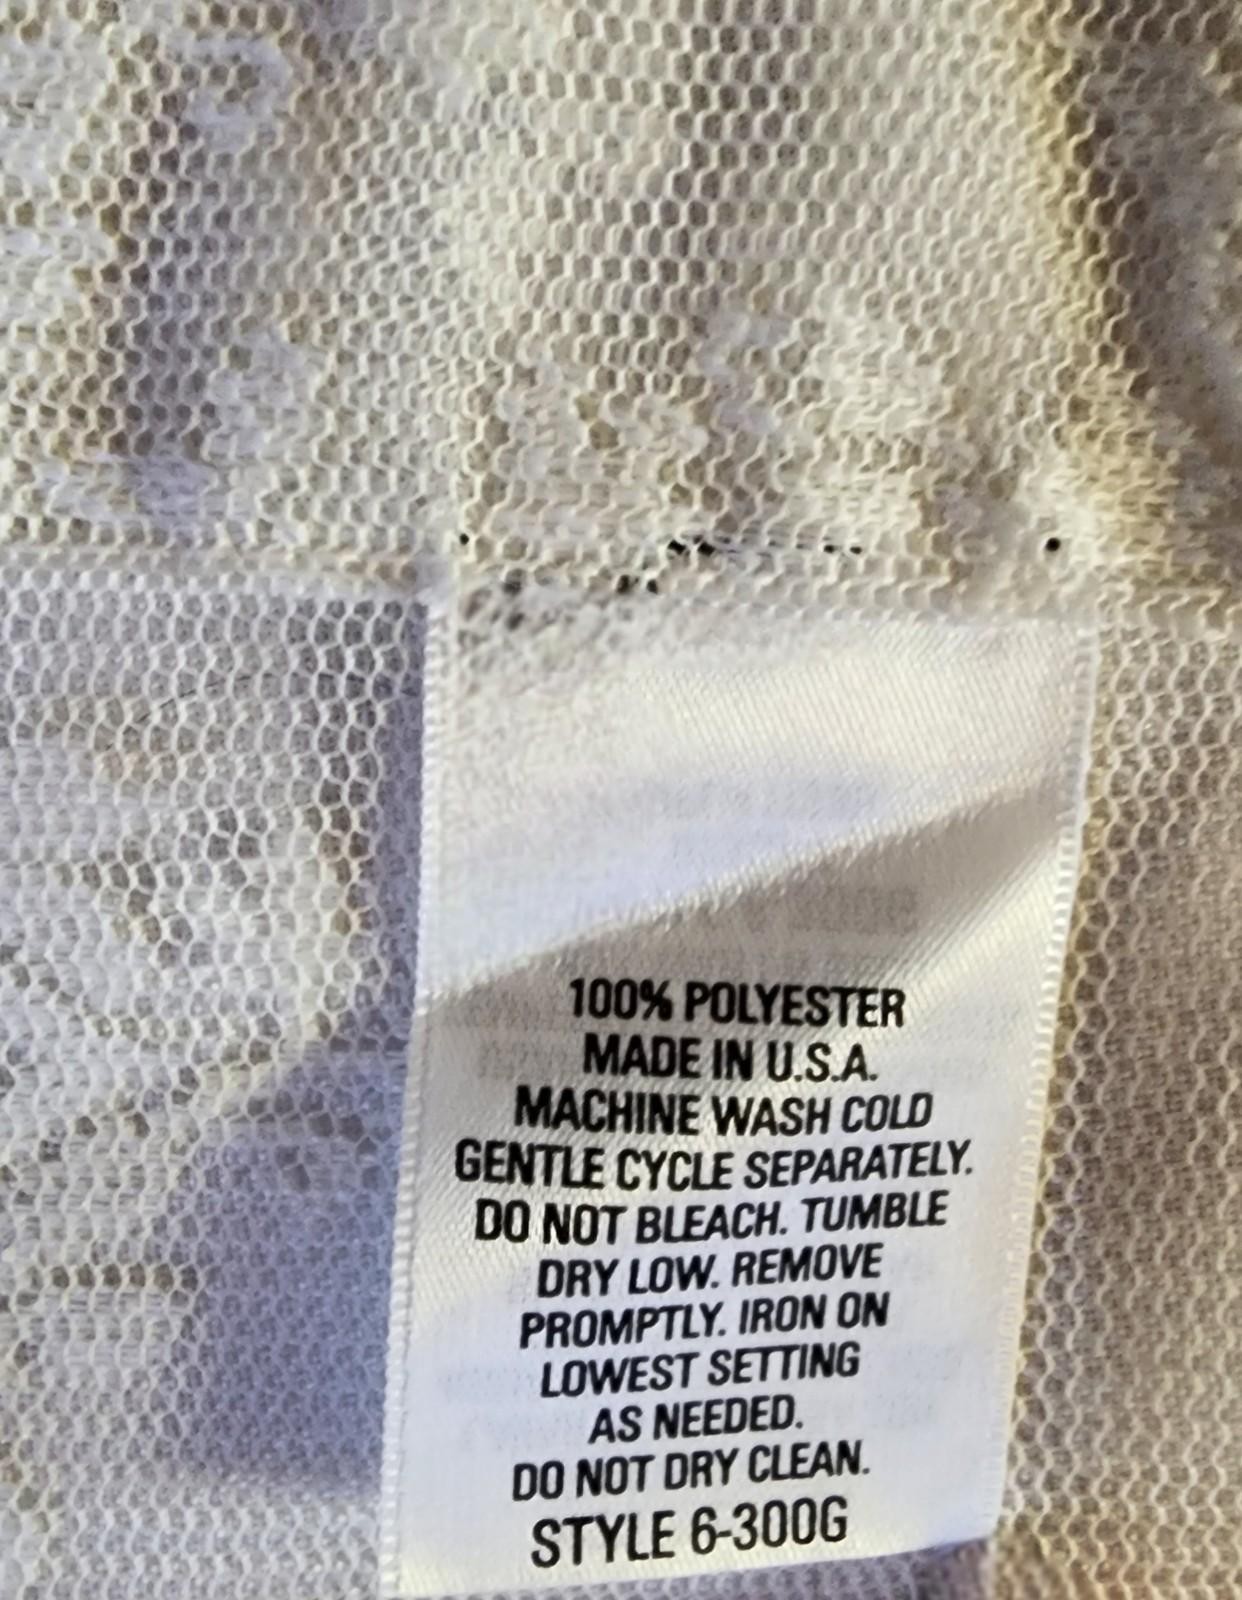 100% POLYESTER
MADE IN U.S.A.
MACHINE WASH COLD
GENTLE CYCLE SEPARATELY.
DO NOT BLEACH. TUMBLE
DRY LOW. REMOVE
PROMPTLY. IRON ON
LOWEST SETTING
AS NEEDED.
DO NOT DRY CLEAN.
STYLE 6-300G